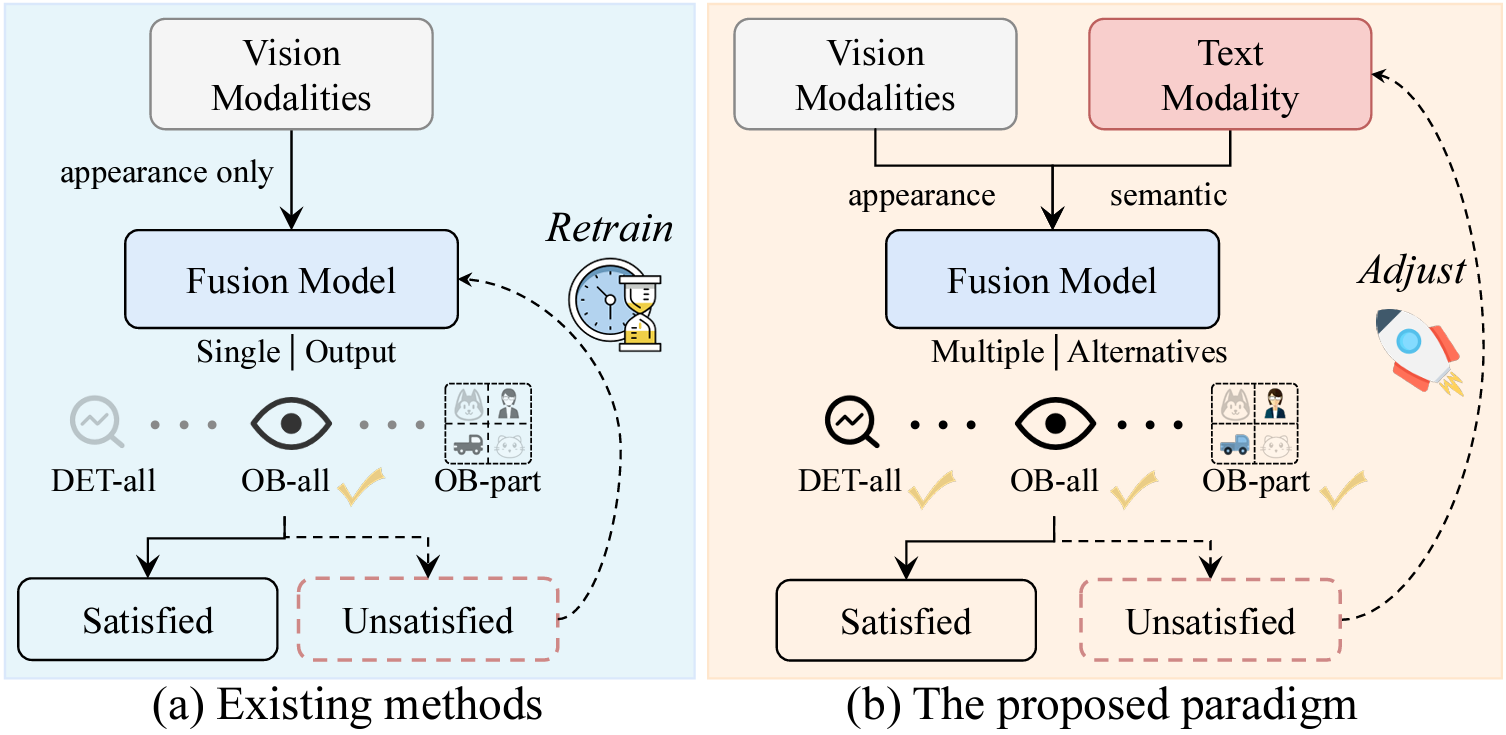 Vision
Modalities
appearance only
Retrain
Fusion Model
Single | Output
DET-all
OB-all
OB-part
Satisfied
Unsatisfied
(a) Existing methods
Vision
Modalities
Text
Modality
appearance
semantic
Adjust
Fusion Model
Multiple | Alternatives
DET-all
OB-all
OB-part
Satisfied
Unsatisfied
(b) The proposed paradigm